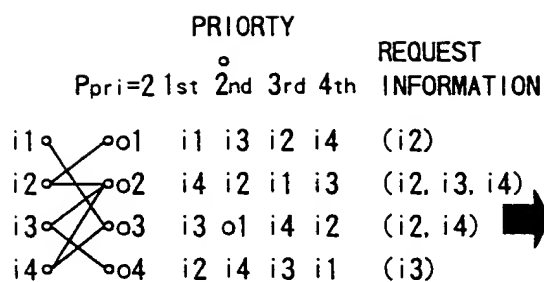 PRIORTY
REQUEST
Ppri=2 1st 2nd 3rd 4th INFORMATION
i1 o1 i1 i3 i2 i4 (i2)
i2 o2 i4 i2 i1 i3 (i2, i3, i4)
i3 o3 i3 o1 i4 i2 (i2, i4)
i4 o4 i2 i4 i3 i1 (i3)